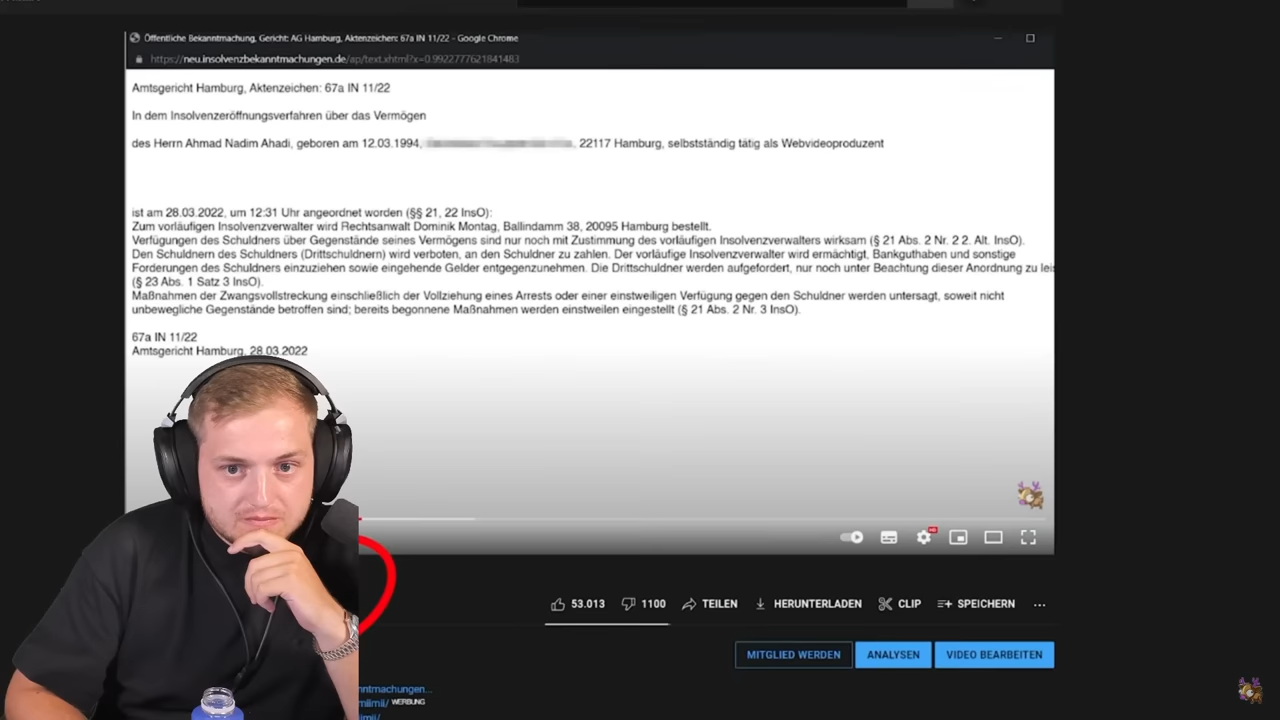 Öffentliche Bekanntmachung, Gericht: AG Hamburg, Aktenzeichen: 67a IN 11/22 - Google Chrome
https://neu.insolvenzbekanntmachungen.de/ap/text.xhtml?x=0.9922777621841483
Amtsgericht Hamburg, Aktenzeichen: 67a IN 11/22
In dem Insolvenzeröffnungsverfahren über das Vermögen
des Herrn Ahmad Nadim Ahadi, geboren am 12.03.1994, 22117 Hamburg, selbstständig tätig als Webvideoproduzent
ist am 28.03.2022, um 12:31 Uhr angeordnet worden (§§ 21, 22 InsO):
Zum vorläufigen Insolvenzverwalter wird Rechtsanwalt Dominik Montag, Ballindamm 38, 20095 Hamburg bestellt.
Verfügungen des Schuldners über Gegenstände seines Vermögens sind nur noch mit Zustimmung des vorläufigen Insolvenzverwalters wirksam (§ 21 Abs. 2 Nr. 2 2. Alt. InsO).
Den Schuldnern des Schuldners (Drittschuldnern) wird verboten, an den Schuldner zu zahlen. Der vorläufige Insolvenzverwalter wird ermächtigt, Bankguthaben und sonstige
Forderungen des Schuldners einzuziehen sowie eingehende Gelder entgegenzunehmen. Die Drittschuldner werden aufgefordert, nur noch unter Beachtung dieser Anordnung zu leis
(§ 23 Abs. 1 Satz 3 InsO).
Maßnahmen der Zwangsvollstreckung einschließlich der Vollziehung eines Arrests oder einer einstweiligen Verfügung gegen den Schuldner werden untersagt, soweit nicht
unbewegliche Gegenstände betroffen sind; bereits begonnene Maßnahmen werden einstweilen eingestellt (§ 21 Abs. 2 Nr. 3 InsO).
67a IN 11/22
Amtsgericht Hamburg, 28.03.2022
HD
53.013 1100 TEILEN HERUNTERLADEN CLIP SPEICHERN ...
MITGLIED WERDEN ANALYSEN VIDEO BEARBEITEN
ntmachungen...
miimii/ WERBUNG